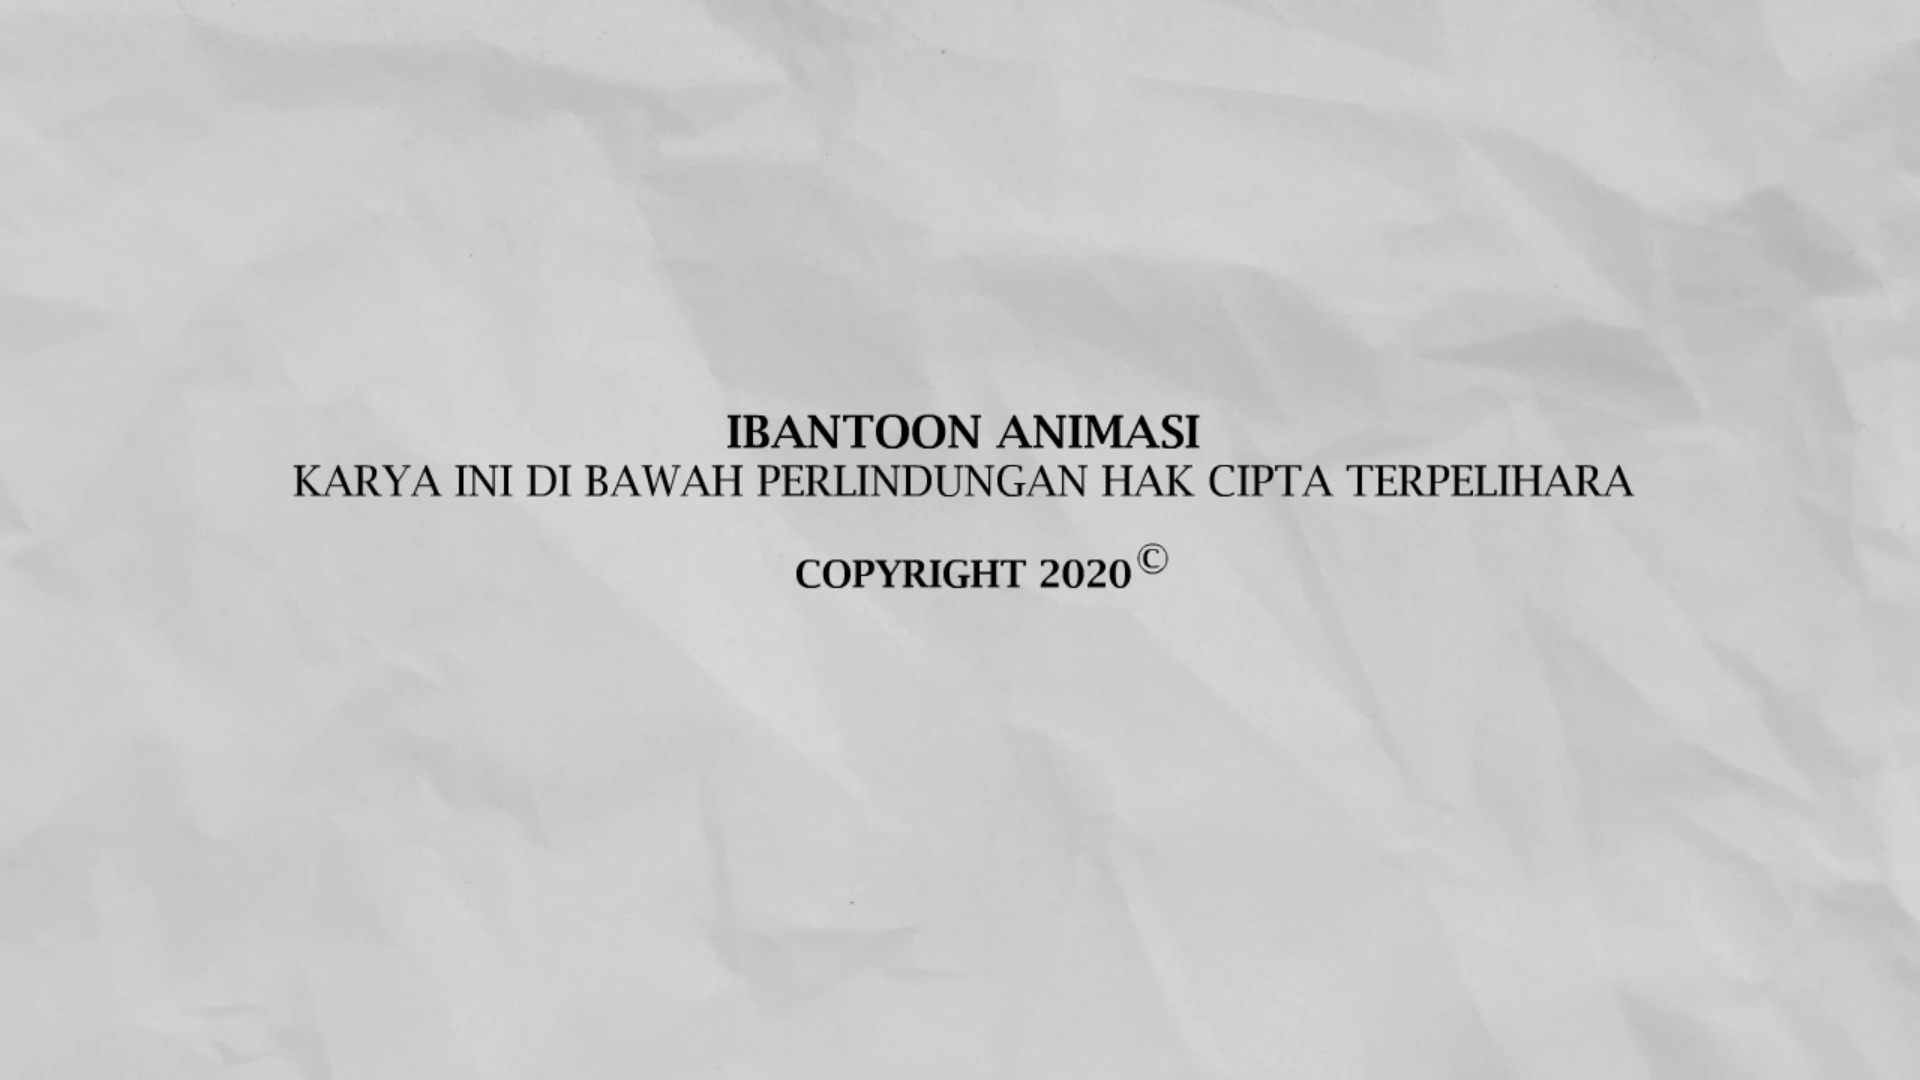 IBANTOON ANIMASI
KARYA INI DI BAWAH PERLINDUNGAN HAK CIPTA TERPELIHARA
COPYRIGHT 2020©